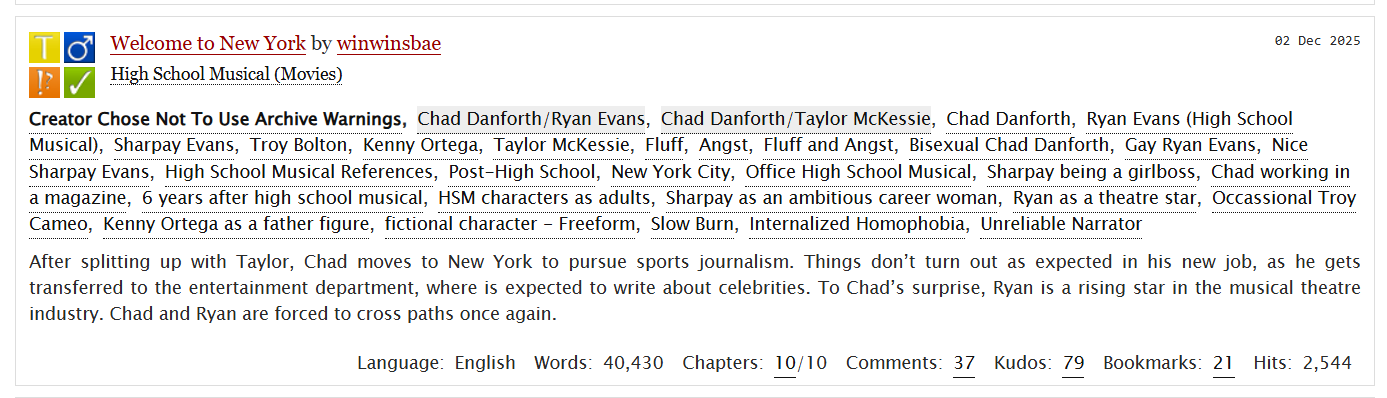 Welcome to New York by winwinsbae
02 Dec 2025
High School Musical (Movies)
Creator Chose Not To Use Archive Warnings, Chad Danforth/Ryan Evans, Chad Danforth/Taylor McKessie, Chad Danforth, Ryan Evans (High School
Musical), Sharpay Evans, Troy Bolton, Kenny Ortega, Taylor McKessie, Fluff, Angst, Fluff and Angst, Bisexual Chad Danforth, Gay Ryan Evans, Nice
Sharpay Evans, High School Musical References, Post-High School, New York City, Office High School Musical, Sharpay being a girlboss, Chad working in
a magazine, 6 years after high school musical, HSM characters as adults, Sharpay as an ambitious career woman, Ryan as a theatre star, Occassional Troy
Cameo, Kenny Ortega as a father figure, fictional character - Freeform, Slow Burn, Internalized Homophobia, Unreliable Narrator
After splitting up with Taylor, Chad moves to New York to pursue sports journalism. Things don’t turn out as expected in his new job, as he gets
transferred to the entertainment department, where is expected to write about celebrities. To Chad’s surprise, Ryan is a rising star in the musical theatre
industry. Chad and Ryan are forced to cross paths once again.
Language: English Words: 40,430 Chapters: 10/10 Comments: 37 Kudos: 79 Bookmarks: 21 Hits: 2,544